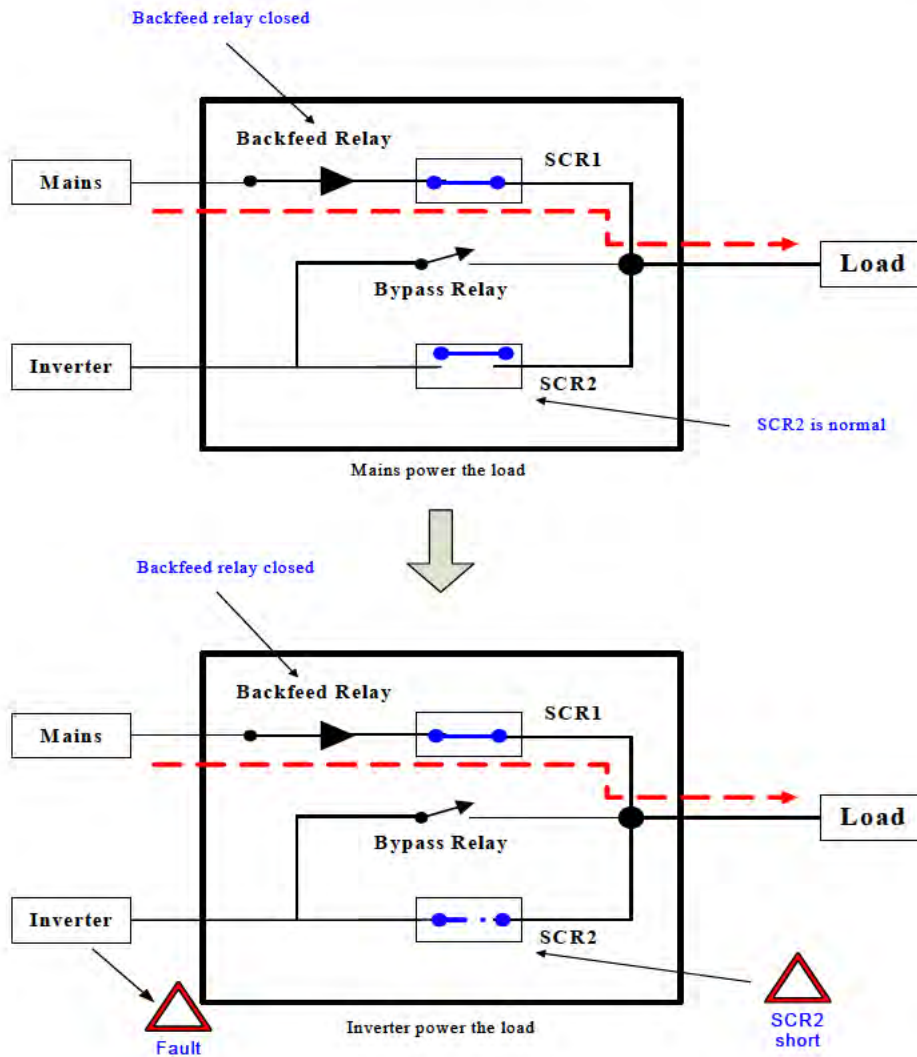 Backfeed relay closed
Backfeed Relay
SCR1
Mains
Load
Bypass Relay
Inverter
SCR2
SCR2 is normal
Mains power the load
Backfeed relay closed
Backfeed Relay
SCR1
Mains
Load
Bypass Relay
Inverter
SCR2
SCR2
short
Inverter power the load
Fault